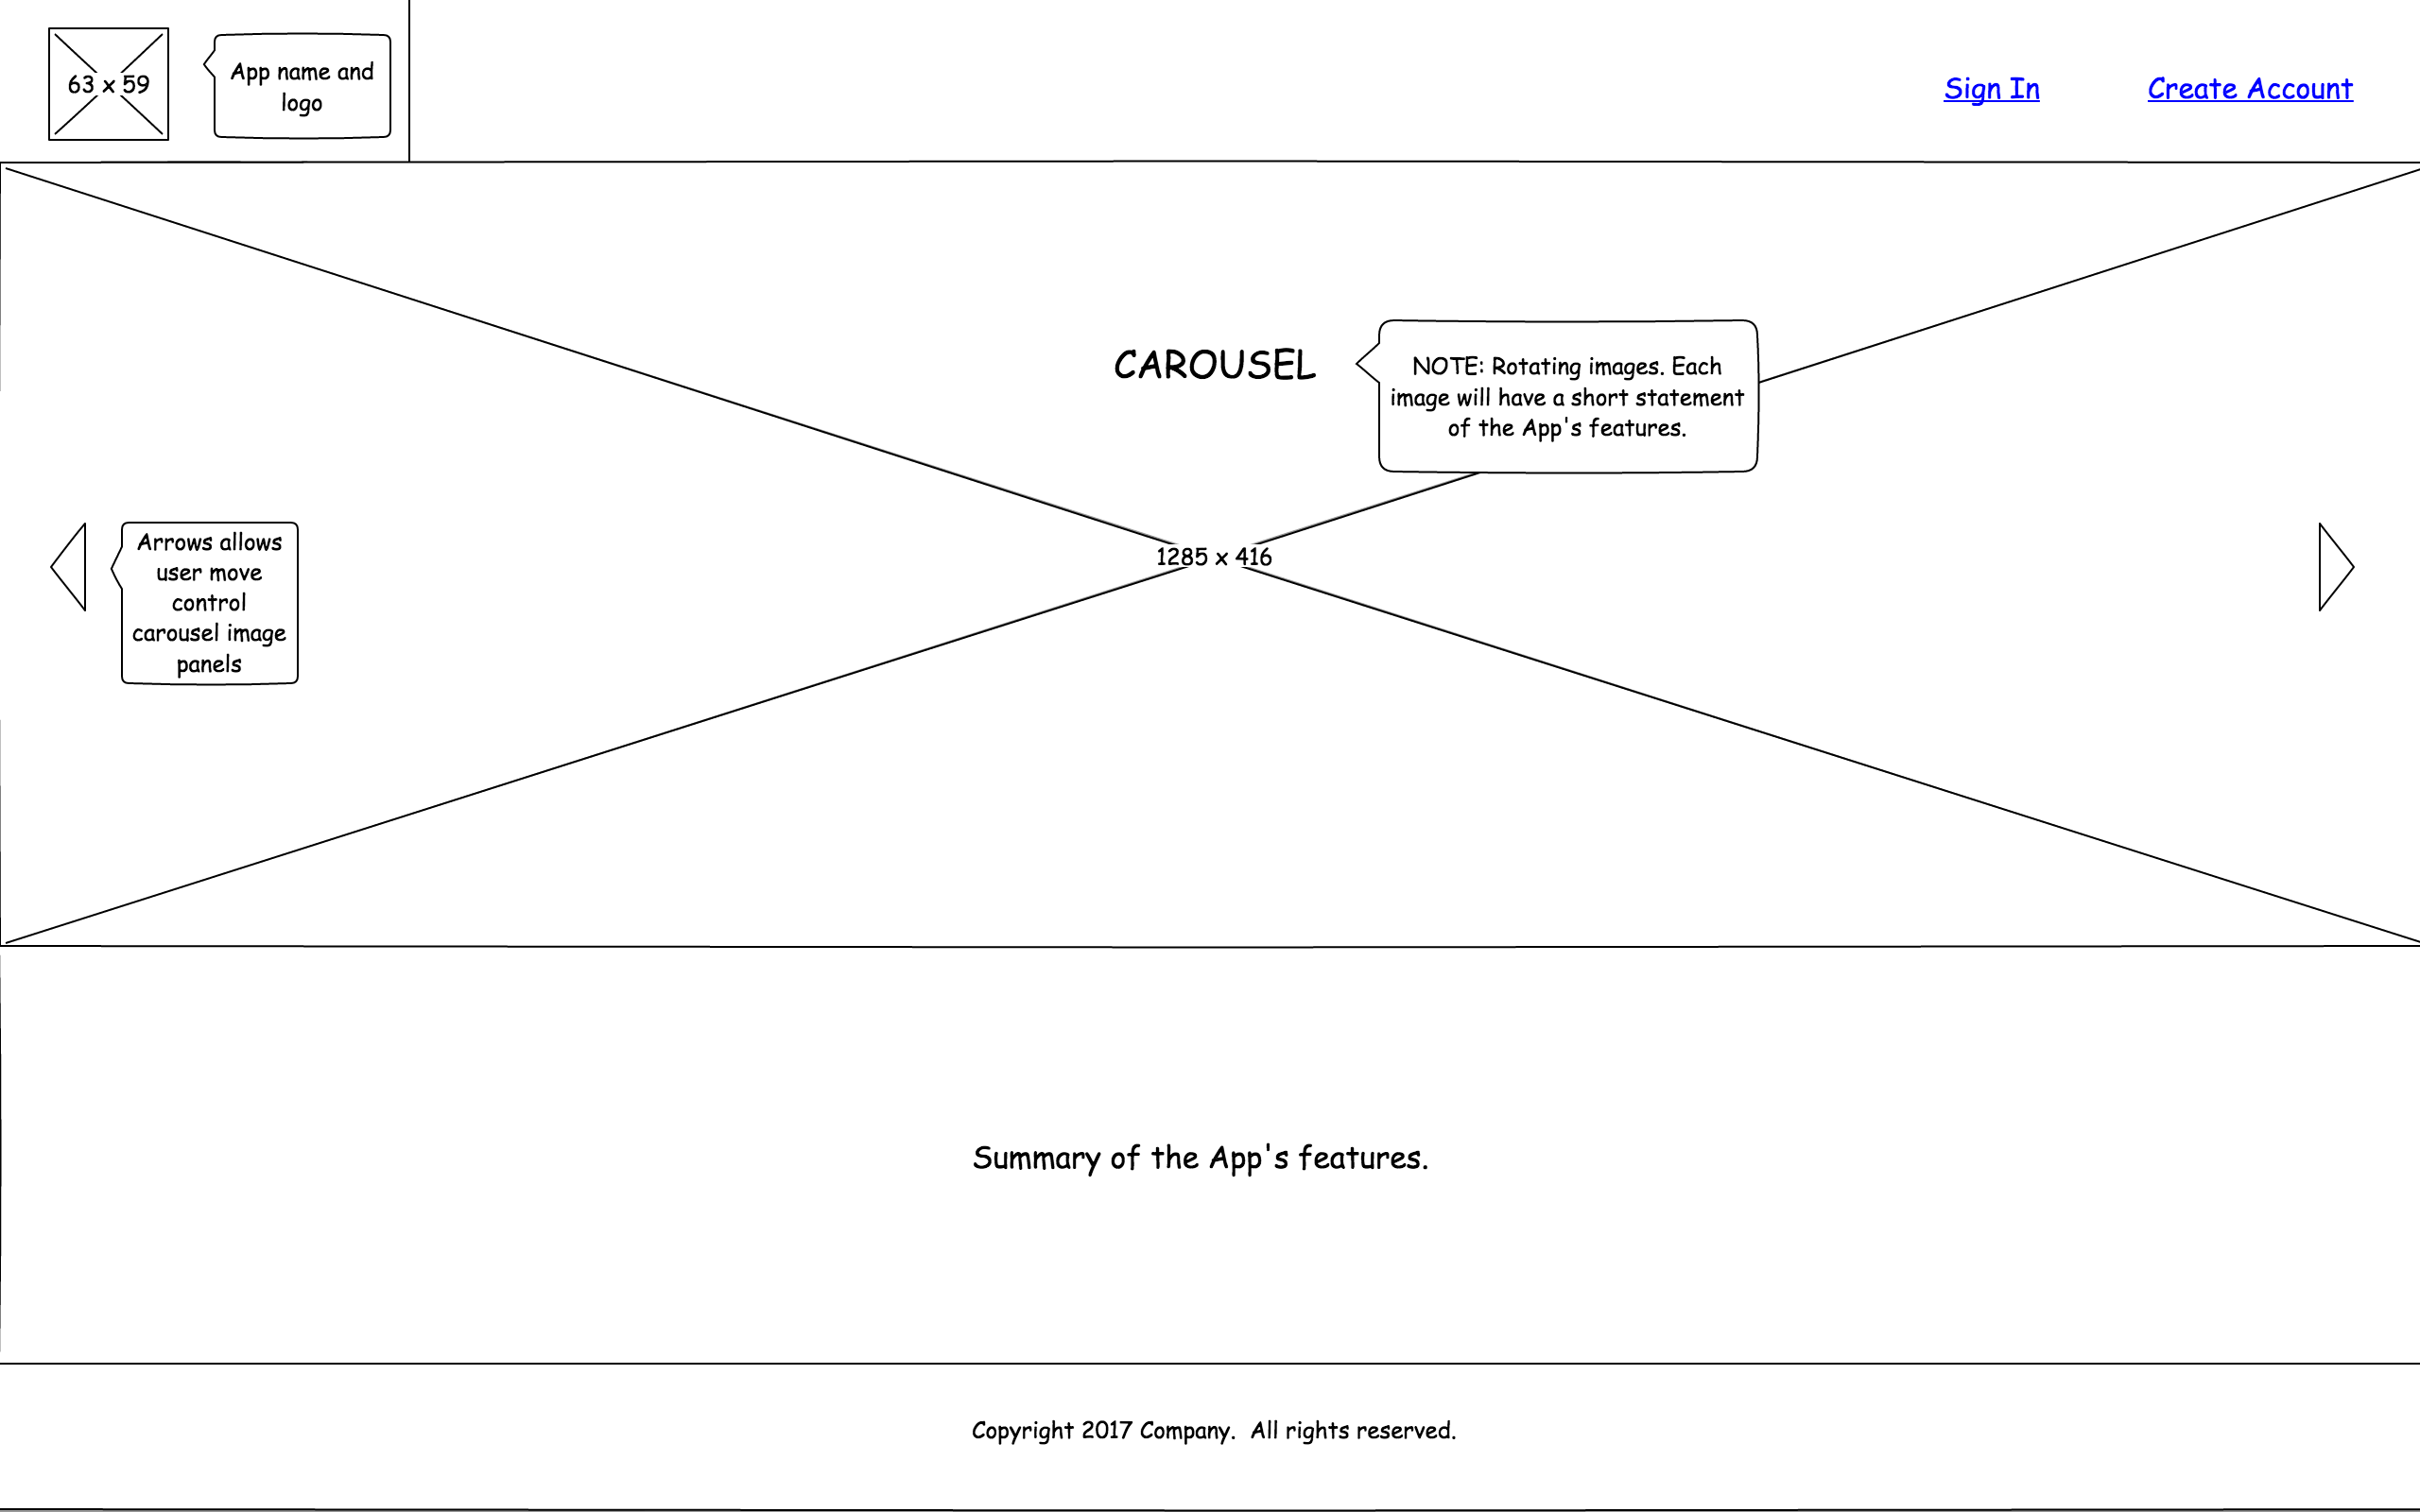 63 x 59
App name and
logo
Sign In
Create Account
CAROUSEL
NOTE: Rotating images. Each
image will have a short statement
of the App's features.
1285 x 416
Arrows allows
user move
control
carousel image
panels
Summary of the App's features.
Copyright 2017 Company.  All rights reserved.